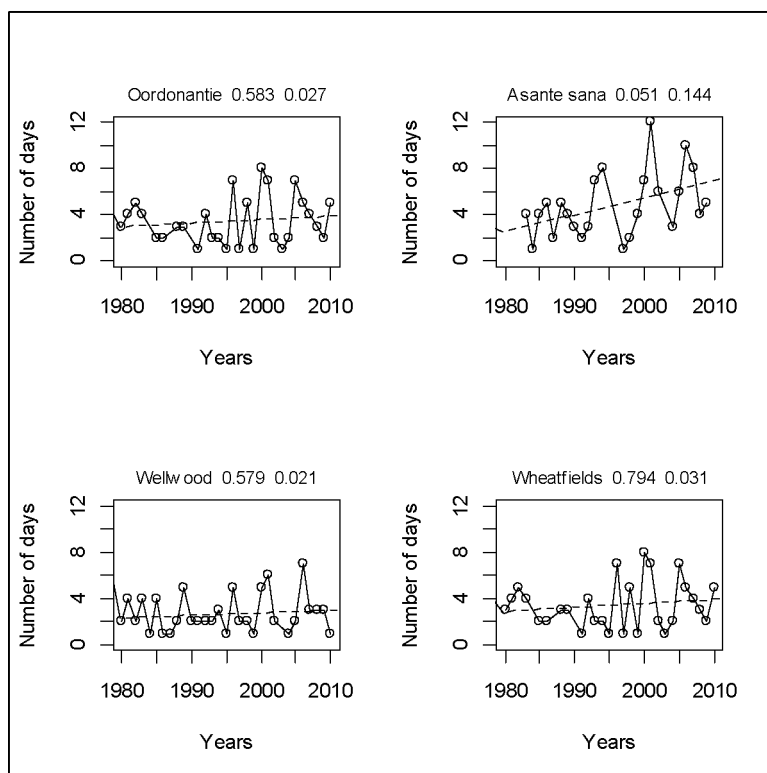 Oordonantie 0.583 0.027
Number of days
12
8
4
0
1980 1990 2000 2010
Years
Asante sana 0.051 0.144
Number of days
12
8
4
0
1980 1990 2000 2010
Years
Wellwood 0.579 0.021
Number of days
12
8
4
0
1980 1990 2000 2010
Years
Wheatfields 0.794 0.031
Number of days
12
8
4
0
1980 1990 2000 2010
Years